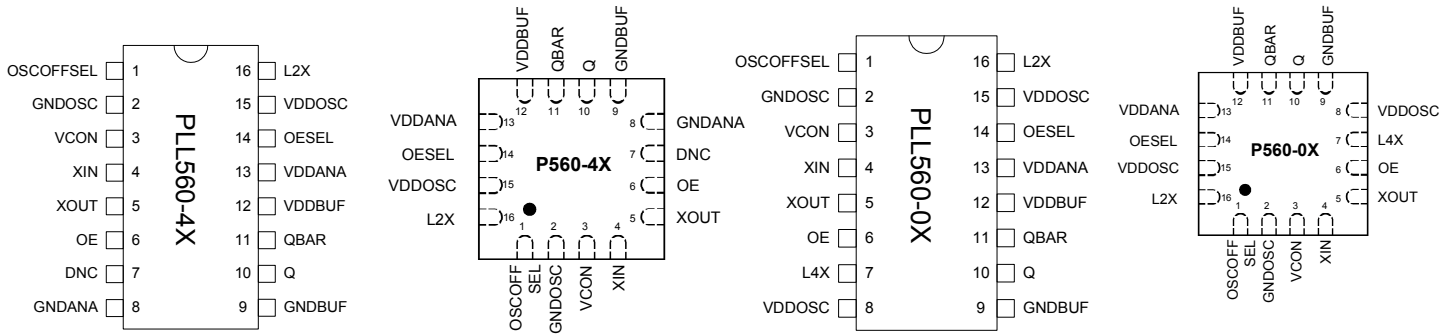 OSCOFFSEL 1 16 L2X
GNDOSC 2 15 VDDOSC
VCON 3 14 OESEL
XIN 4 13 VDDANA
XOUT 5 12 VDDBUF
OE 6 11 QBAR
DNC 7 10 Q
GNDANA 8 9 GNDBUF
PLL560-4X
VDDBUF
QBAR
Q
GNDBUF
12 11 10 9
VDDANA 13 8 GNDANA
OESEL 14 7 DNC
P560-4X
VDDOSC 15 6 OE
L2X 16 5 XOUT
1 2 3 4
OSCOFF
SEL
GNDOSC
VCON
XIN
OSCOFFSEL 1 16 L2X
GNDOSC 2 15 VDDOSC
VCON 3 14 OESEL
XIN 4 13 VDDANA
XOUT 5 12 VDDBUF
OE 6 11 QBAR
L4X 7 10 Q
VDDOSC 8 9 GNDBUF
PLL560-0X
VDDBUF
QBAR
Q
GNDBUF
12 11 10 9
VDDANA 13 8 VDDOSC
OESEL 14 7 L4X
P560-0X
VDDOSC 15 6 OE
L2X 16 5 XOUT
1 2 3 4
OSCOFF
SEL
GNDOSC
VCON
XIN